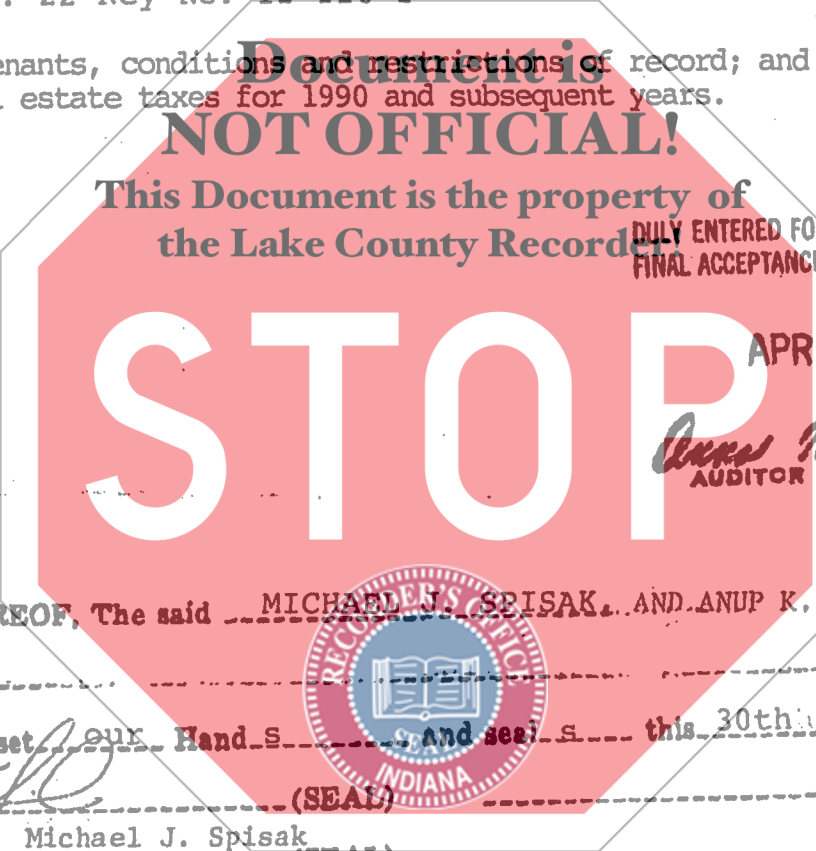 22 Key No.
enants, conditions and restrictions of record; and
estate taxes for 1990 and subsequent years.
Document is
NOT OFFICIAL!
This Document is the property of
the Lake County Recorder!
DULY ENTERED FO
FINAL ACCEPTANC
STOP
APR
AUDITOR
REOF, The said MICHAEL J. SPISAK AND ANUP K.
RECORDER'S OFFICE
SEAL
INDIANA
set our Hand s and seal s this 30th
(SEAL)
Michael J. Spisak